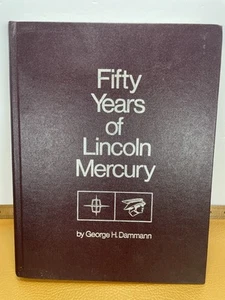 Fifty
Years
of
Lincoln
Mercury
by George H. Dammann